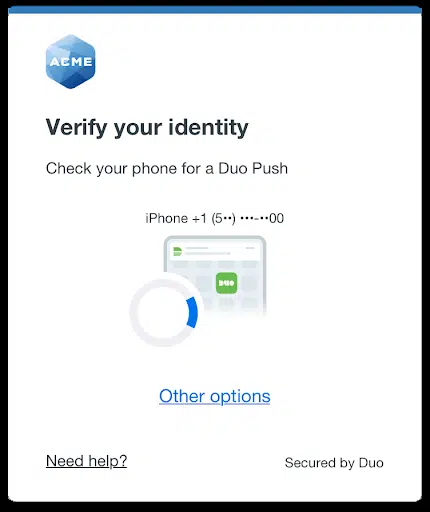 ACME
Verify your identity
Check your phone for a Duo Push
iPhone +1 (5••) •••-••00
DUO
Other options
Need help?
Secured by Duo